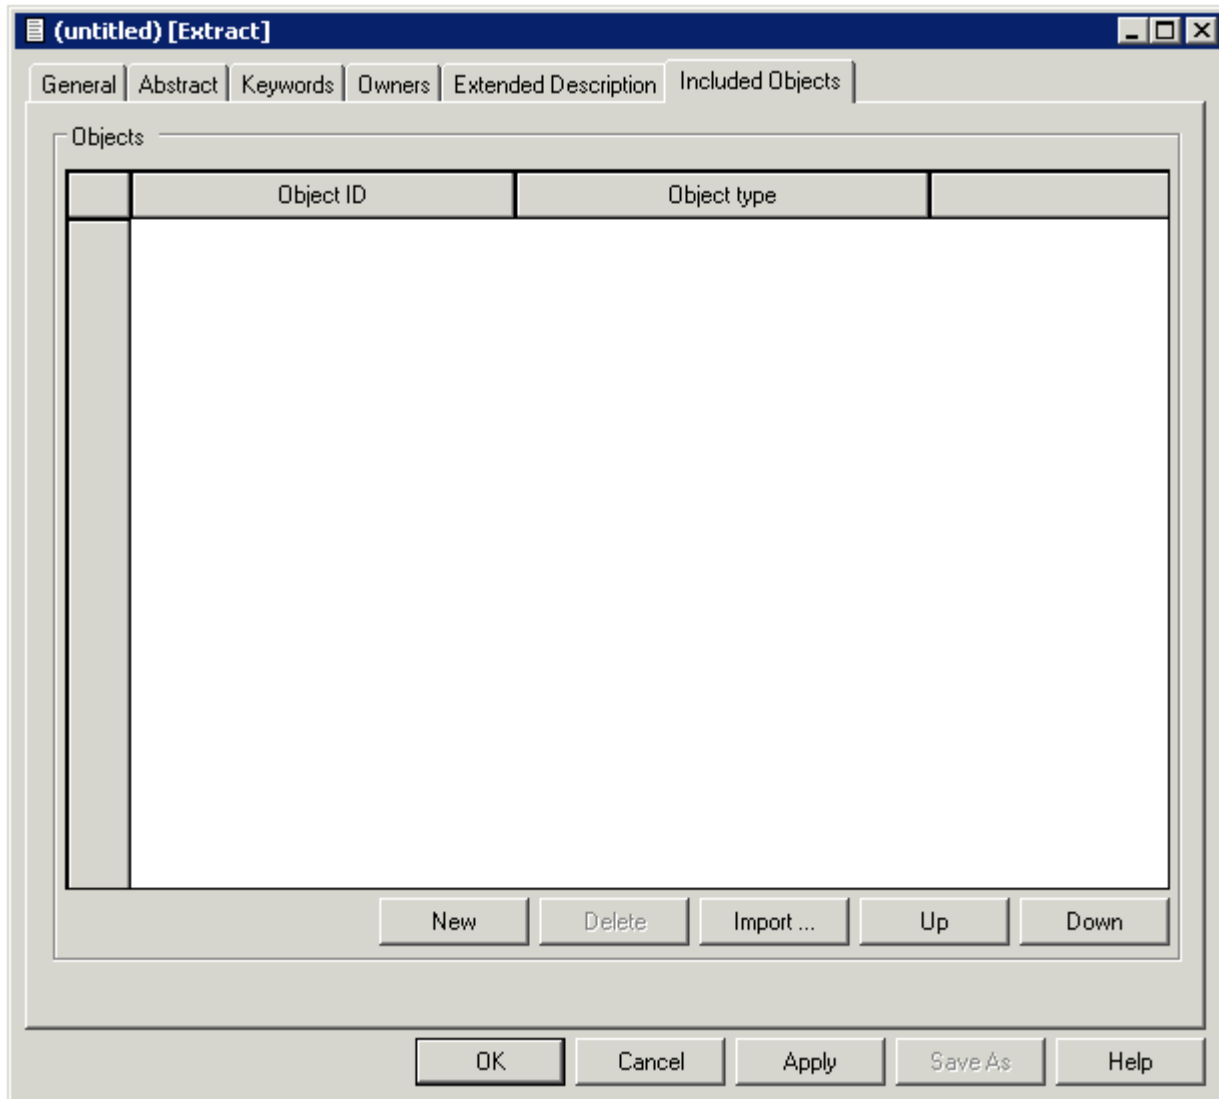 (untitled) [Extract]
General Abstract Keywords Owners Extended Description Included Objects
Objects
Object ID Object type
New Delete Import ... Up Down
OK Cancel Apply Save As Help